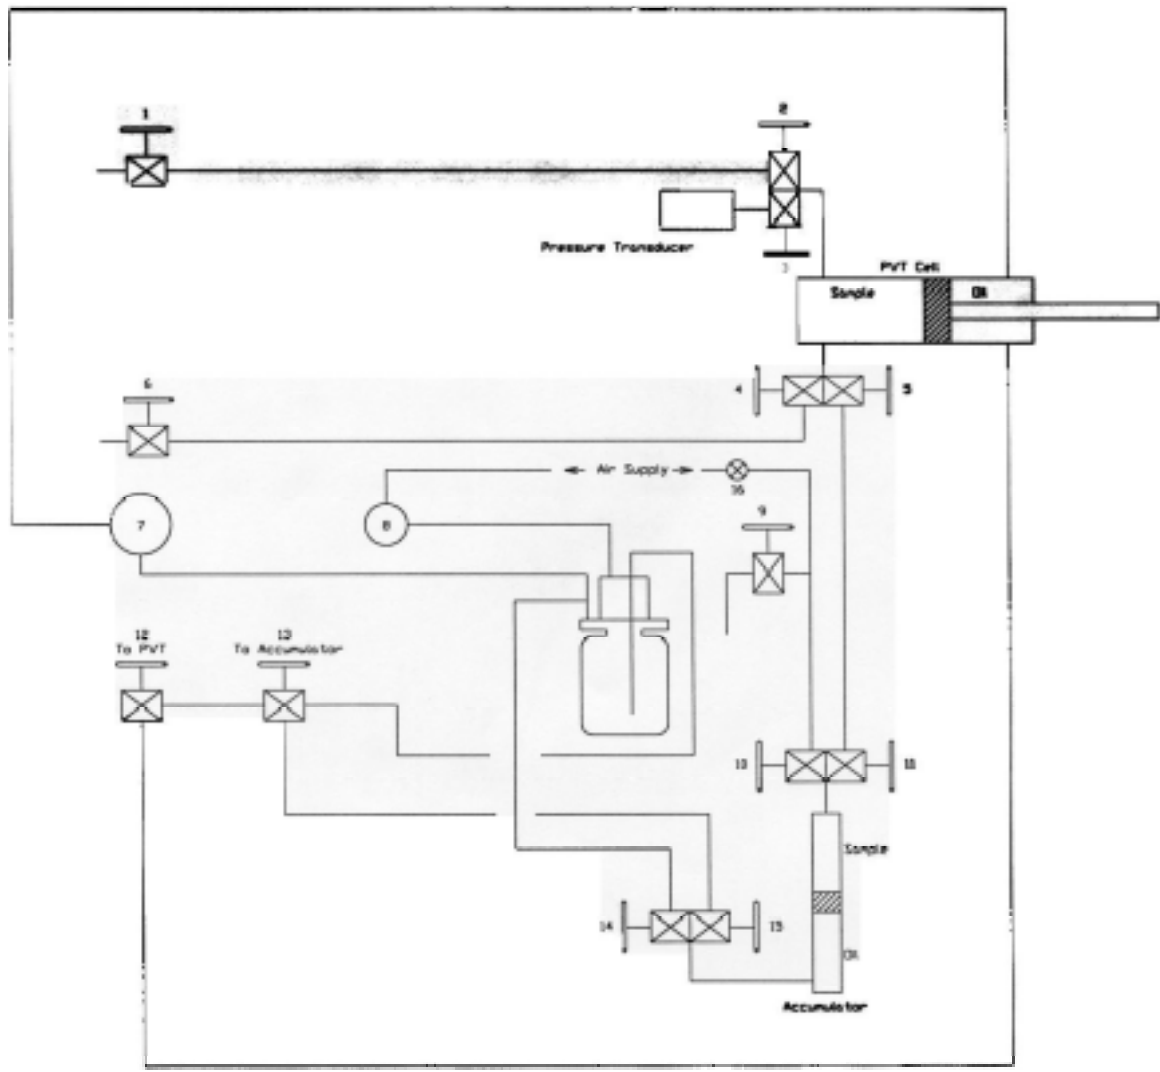 1
2
Pressure Transducer
3
PVT Cell
Sample
Oil
6
4
5
← Air Supply →
16
7
8
9
12
13
To PVT
To Accumulator
10
11
Sample
14
15
Oil
Accumulator